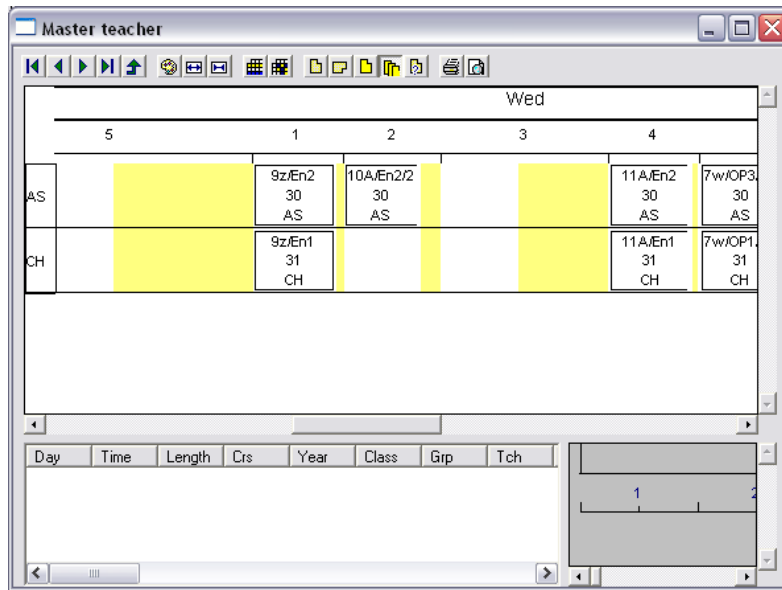 Master teacher
Wed
5 1 2 3 4
9z/En2 10A/En2/2 11A/En2 7w/OP3
AS 30 30 30 30
AS AS AS AS
9z/En1 11A/En1 7w/OP1
CH 31 31 31
CH CH CH
Day Time Length Crs Year Class Grp Tch
1 2